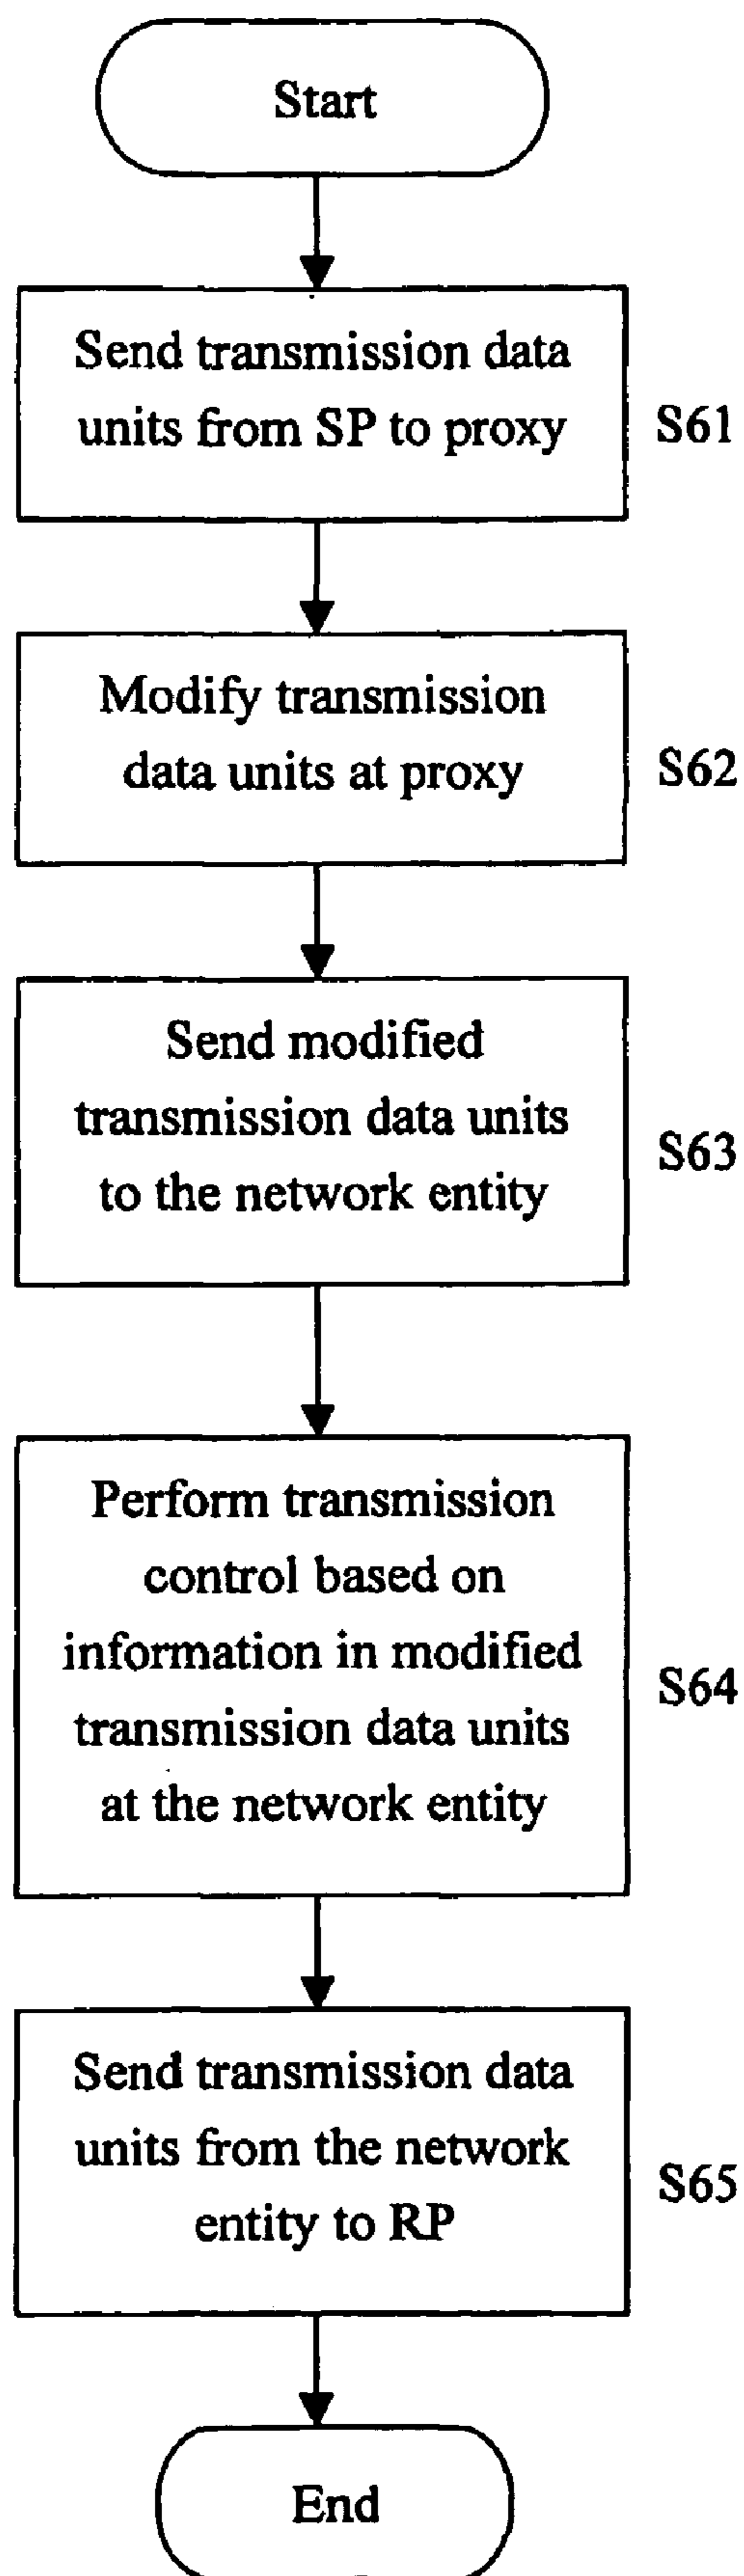 Start
Send transmission data
units from SP to proxy
S61
Modify transmission
data units at proxy
S62
Send modified
transmission data units
to the network entity
S63
Perform transmission
control based on
information in modified
transmission data units
at the network entity
S64
Send transmission data
units from the network
entity to RP
S65
End